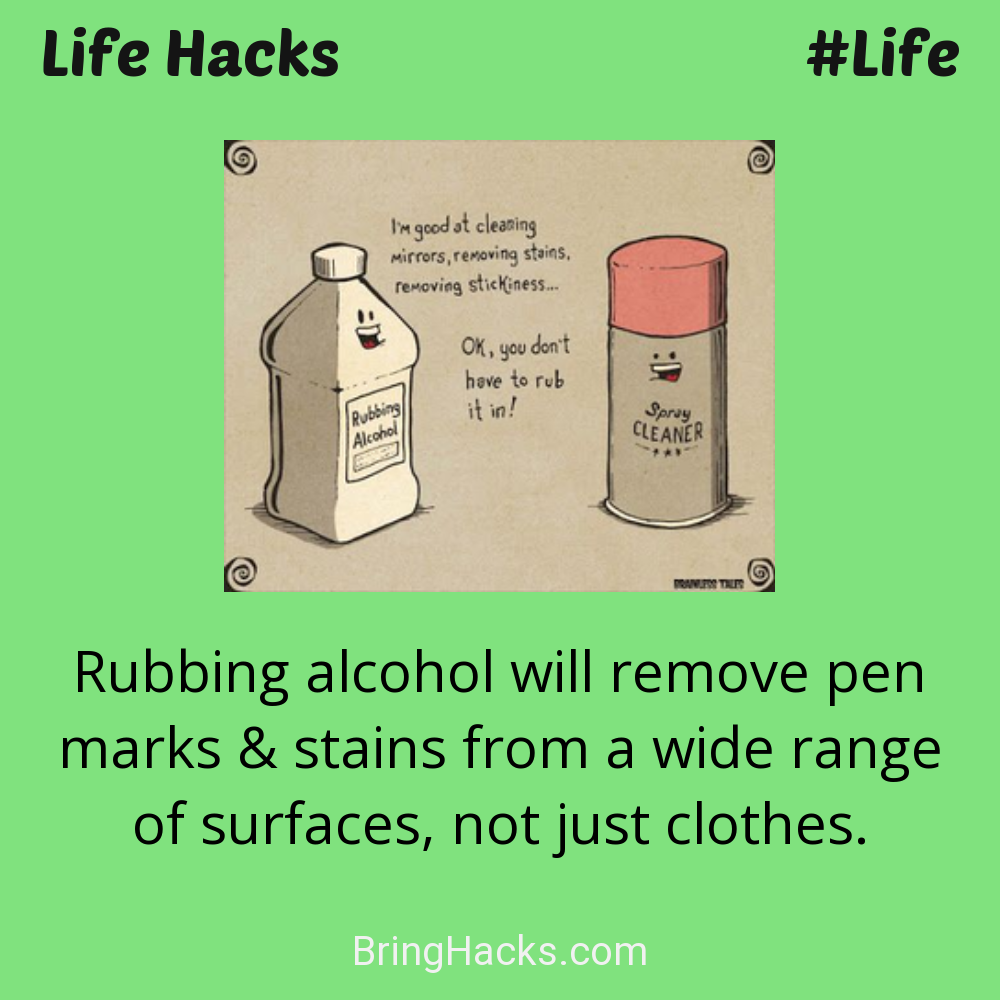 Life Hacks
#Life
I'm good at cleaning
mirrors, removing stains,
removing stickiness...
OK, you don't
have to rub
it in!
Rubbing
Alcohol
Spray
CLEANER
BRAINLESS TALES
Rubbing alcohol will remove pen
marks & stains from a wide range
of surfaces, not just clothes.
BringHacks.com